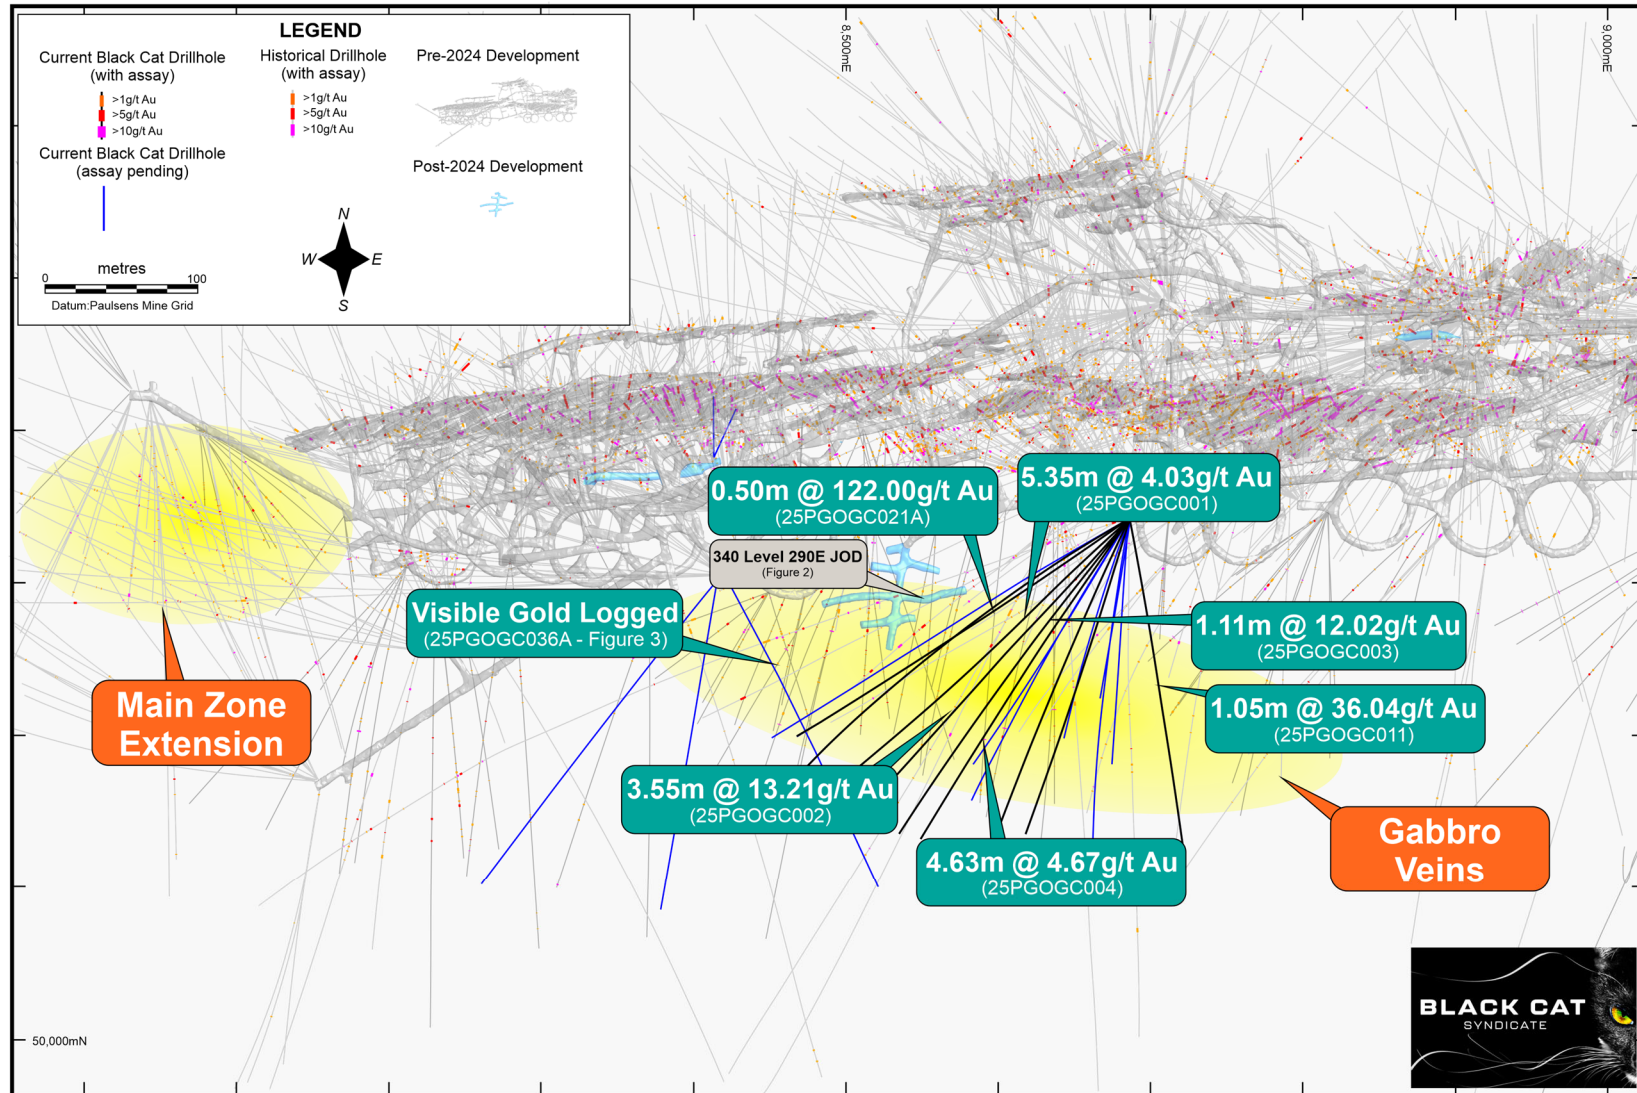 LEGEND
Current Black Cat Drillhole
(with assay)
>1g/t Au
>5g/t Au
>10g/t Au
Current Black Cat Drillhole
(assay pending)
Historical Drillhole
(with assay)
>1g/t Au
>5g/t Au
>10g/t Au
Pre-2024 Development
Post-2024 Development
N
W E
S
metres
0 100
Datum:Paulsens Mine Grid
8,500mE
9,000mE
0.50m @ 122.00g/t Au
(25PGOGC021A)
5.35m @ 4.03g/t Au
(25PGOGC001)
340 Level 290E JOD
(Figure 2)
Visible Gold Logged
(25PGOGC036A - Figure 3)
1.11m @ 12.02g/t Au
(25PGOGC003)
Main Zone
Extension
1.05m @ 36.04g/t Au
(25PGOGC011)
3.55m @ 13.21g/t Au
(25PGOGC002)
4.63m @ 4.67g/t Au
(25PGOGC004)
Gabbro
Veins
50,000mN
BLACK CAT
SYNDICATE